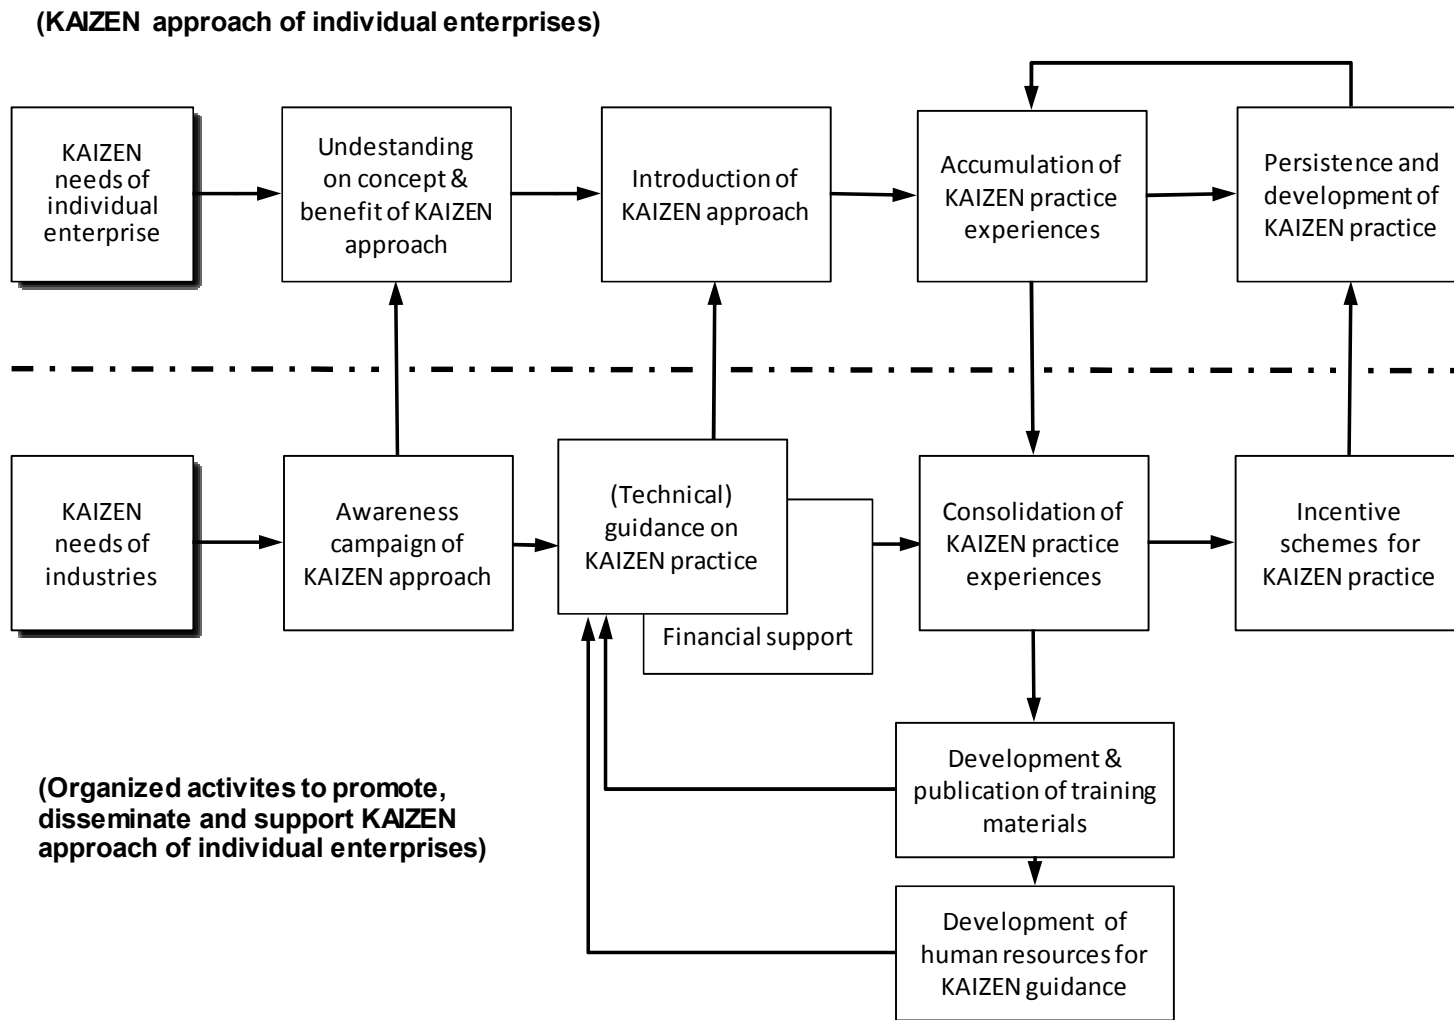 (KAIZEN approach of individual enterprises)
KAIZEN
needs of
individual
enterprise
Undestanding
on concept &
benefit of KAIZEN
approach
Introduction of
KAIZEN approach
Accumulation of
KAIZEN practice
experiences
Persistence and
development of
KAIZEN practice
KAIZEN
needs of
industries
Awareness
campaign of
KAIZEN approach
(Technical)
guidance on
KAIZEN practice
Financial support
Consolidation of
KAIZEN practice
experiences
Incentive
schemes for
KAIZEN practice
(Organized activites to promote,
disseminate and support KAIZEN
approach of individual enterprises)
Development &
publication of training
materials
Development of
human resources for
KAIZEN guidance